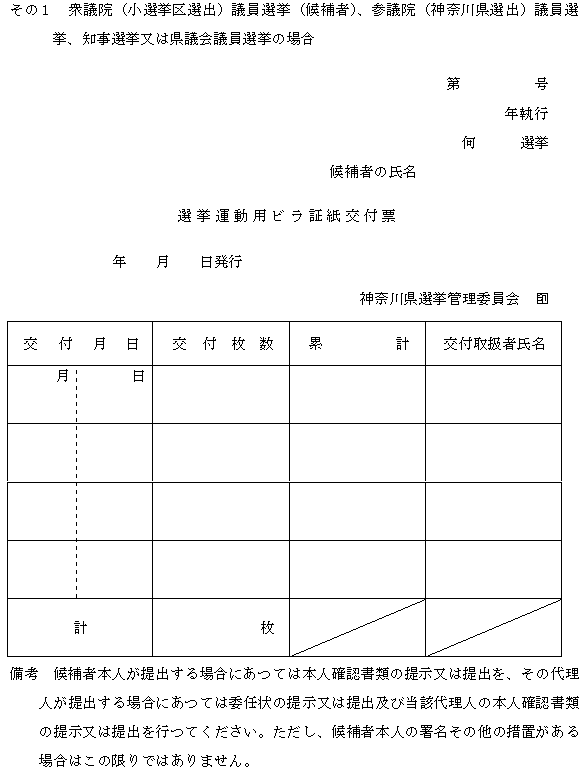 その１　衆議院（小選挙区選出）議員選挙（候補者）、参議院（神奈川県選出）議員選
挙、知事選挙又は県議会議員選挙の場合
第　　　　　号
年執行
何　　　選挙
候補者の氏名
選挙運動用ビラ証紙交付票
年　　月　　日発行
神奈川県選挙管理委員会　印
交　付　月　日　交　付　枚　数　累　　　　計　交付取扱者氏名
月　　　　日
計　　　　枚
備考　候補者本人が提出する場合にあつては本人確認書類の提示又は提出を、その代理
人が提出する場合にあつては委任状の提示又は提出及び当該代理人の本人確認書類
の提示又は提出を行つてください。ただし、候補者本人の署名その他の措置がある
場合はこの限りではありません。